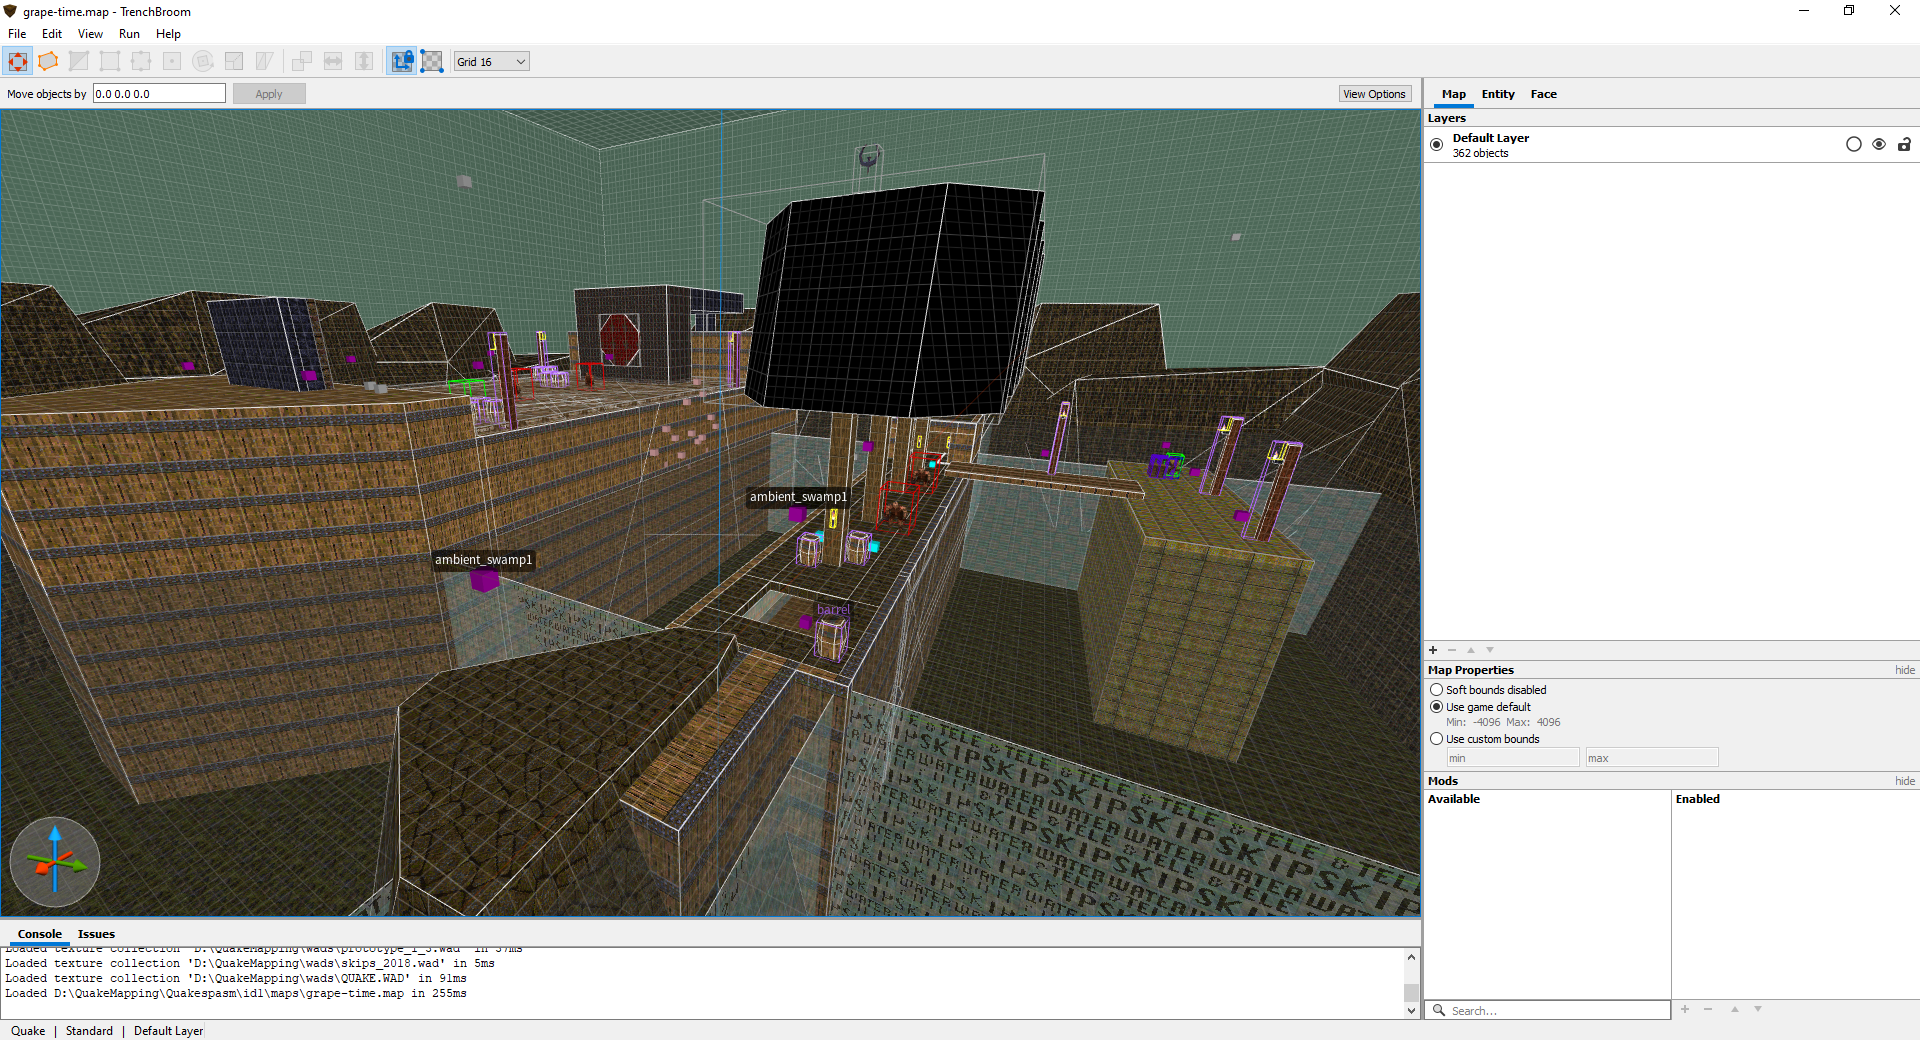 grape-time.map - TrenchBroom
File Edit View Run Help
Grid 16
Move objects by 0.0 0.0 0.0 Apply View Options
Map Entity Face
Layers
Default Layer
362 objects
ambient_swamp1
ambient_swamp1
barrel
SKIP
WATER & TELE
Map Properties hide
Soft bounds disabled
Use game default
Min: -4096 Max: 4096
Use custom bounds
min max
Mods hide
Available Enabled
Search...
Console Issues
Loaded texture collection 'D:\QuakeMapping\wads\prototype_1_3.wad' in 37ms
Loaded texture collection 'D:\QuakeMapping\wads\skips_2018.wad' in 5ms
Loaded texture collection 'D:\QuakeMapping\wads\QUAKE.WAD' in 91ms
Loaded D:\QuakeMapping\Quakespasm\id1\maps\grape-time.map in 255ms
Quake | Standard | Default Layer